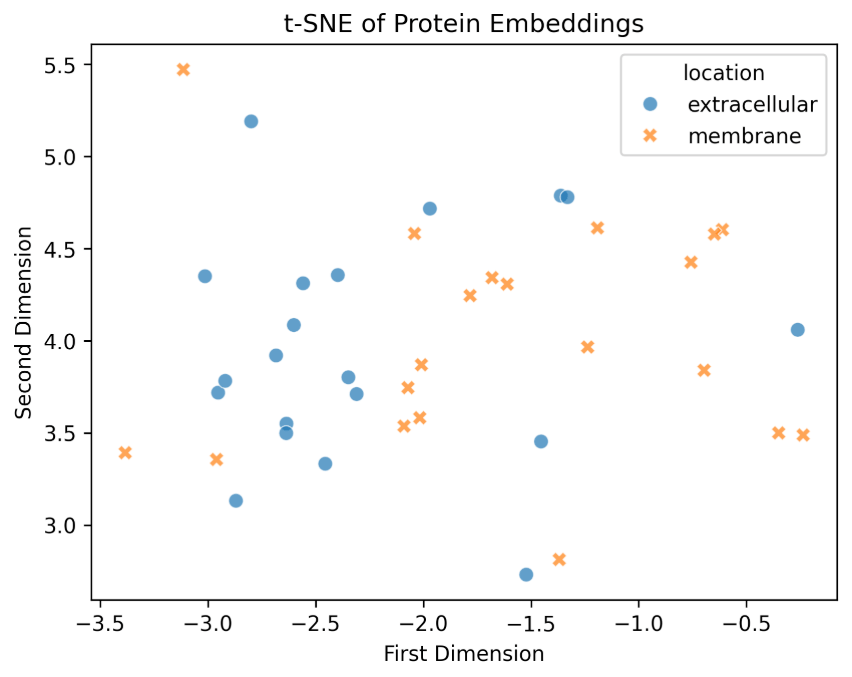 t-SNE of Protein Embeddings
location
extracellular
membrane
5.5
5.0
4.5
4.0
3.5
3.0
Second Dimension
−3.5 −3.0 −2.5 −2.0 −1.5 −1.0 −0.5
First Dimension